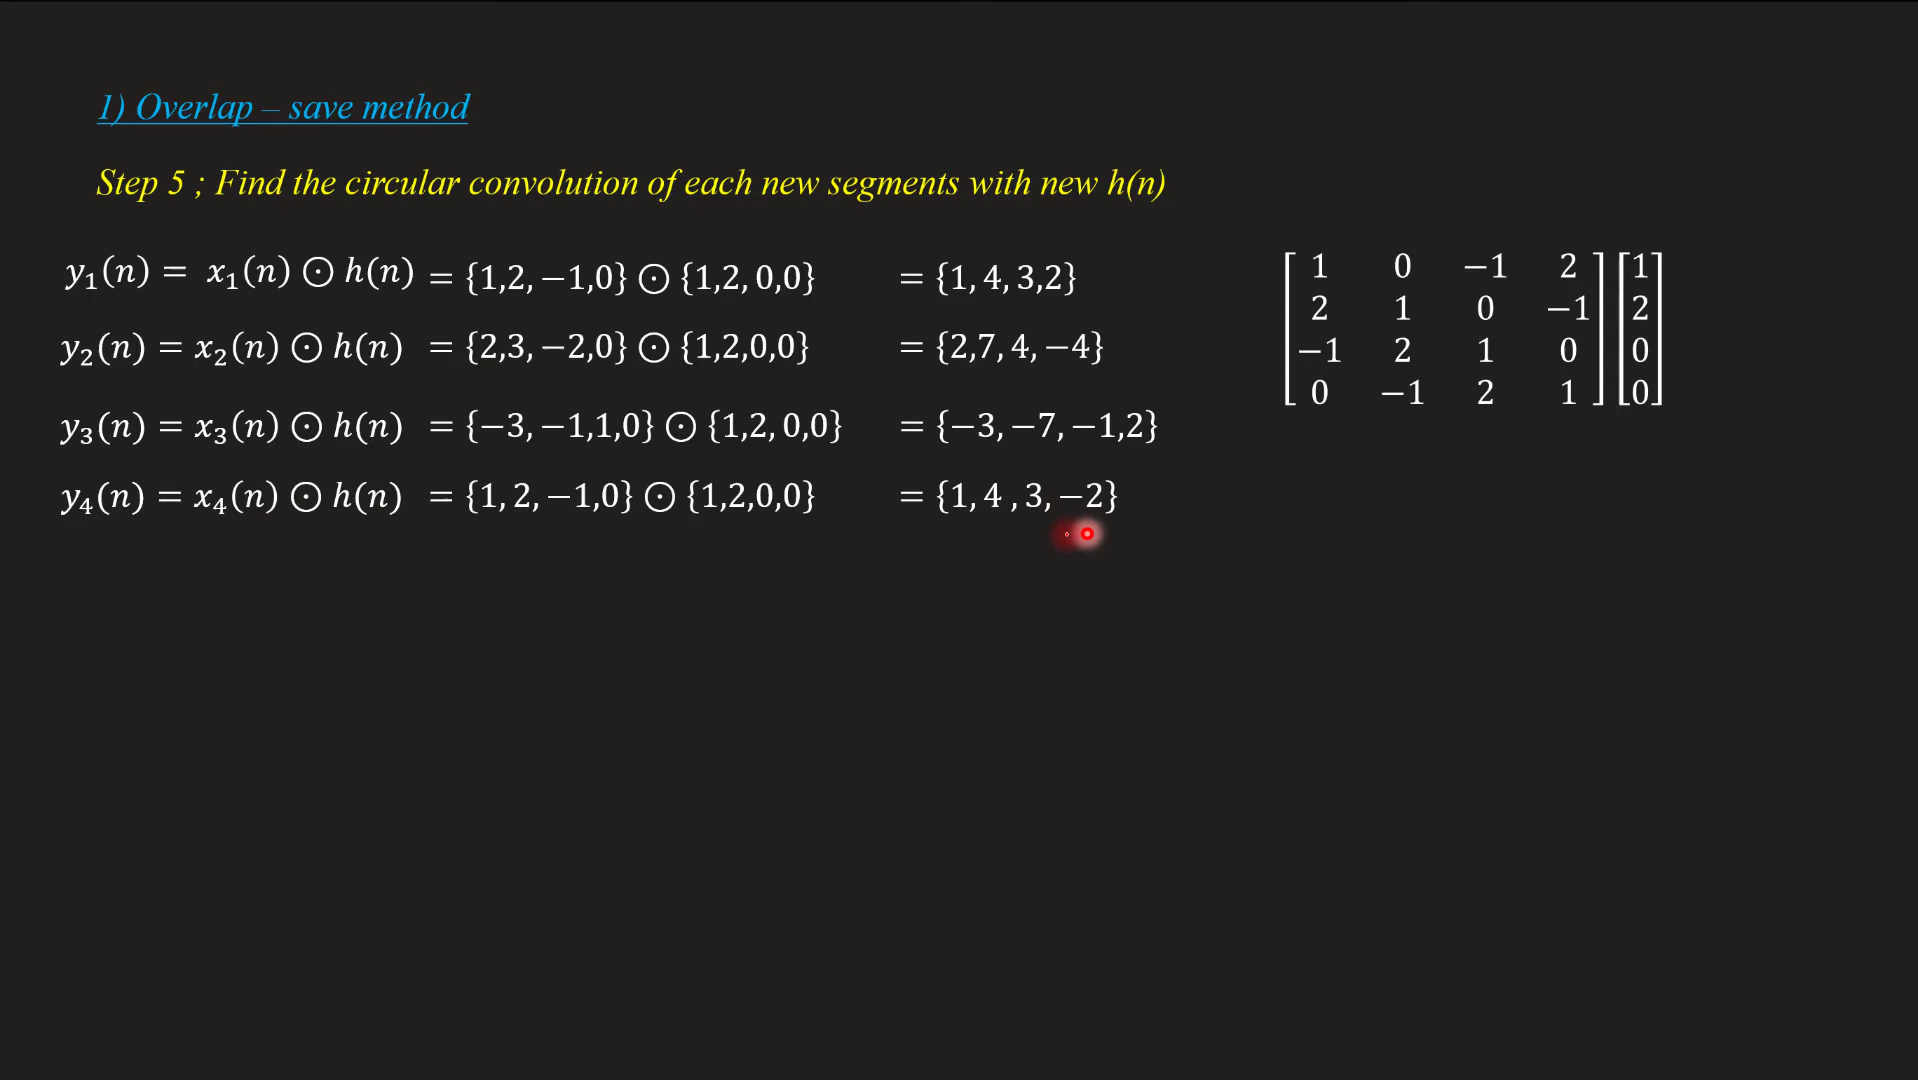 1) Overlap – save method
Step 5 ; Find the circular convolution of each new segments with new h(n)
y₁(n) = x₁(n) ⊙ h(n) = {1,2, −1,0} ⊙ {1,2, 0,0} = {1, 4, 3,2}
y₂(n) = x₂(n) ⊙ h(n) = {2,3, −2,0} ⊙ {1,2,0,0} = {2,7, 4, −4}
y₃(n) = x₃(n) ⊙ h(n) = {−3, −1,1,0} ⊙ {1,2, 0,0} = {−3, −7, −1,2}
y₄(n) = x₄(n) ⊙ h(n) = {1, 2, −1,0} ⊙ {1,2,0,0} = {1, 4 , 3, −2}
[1 0 −1 2] [1]
[2 1 0 −1] [2]
[−1 2 1 0] [0]
[0 −1 2 1] [0]